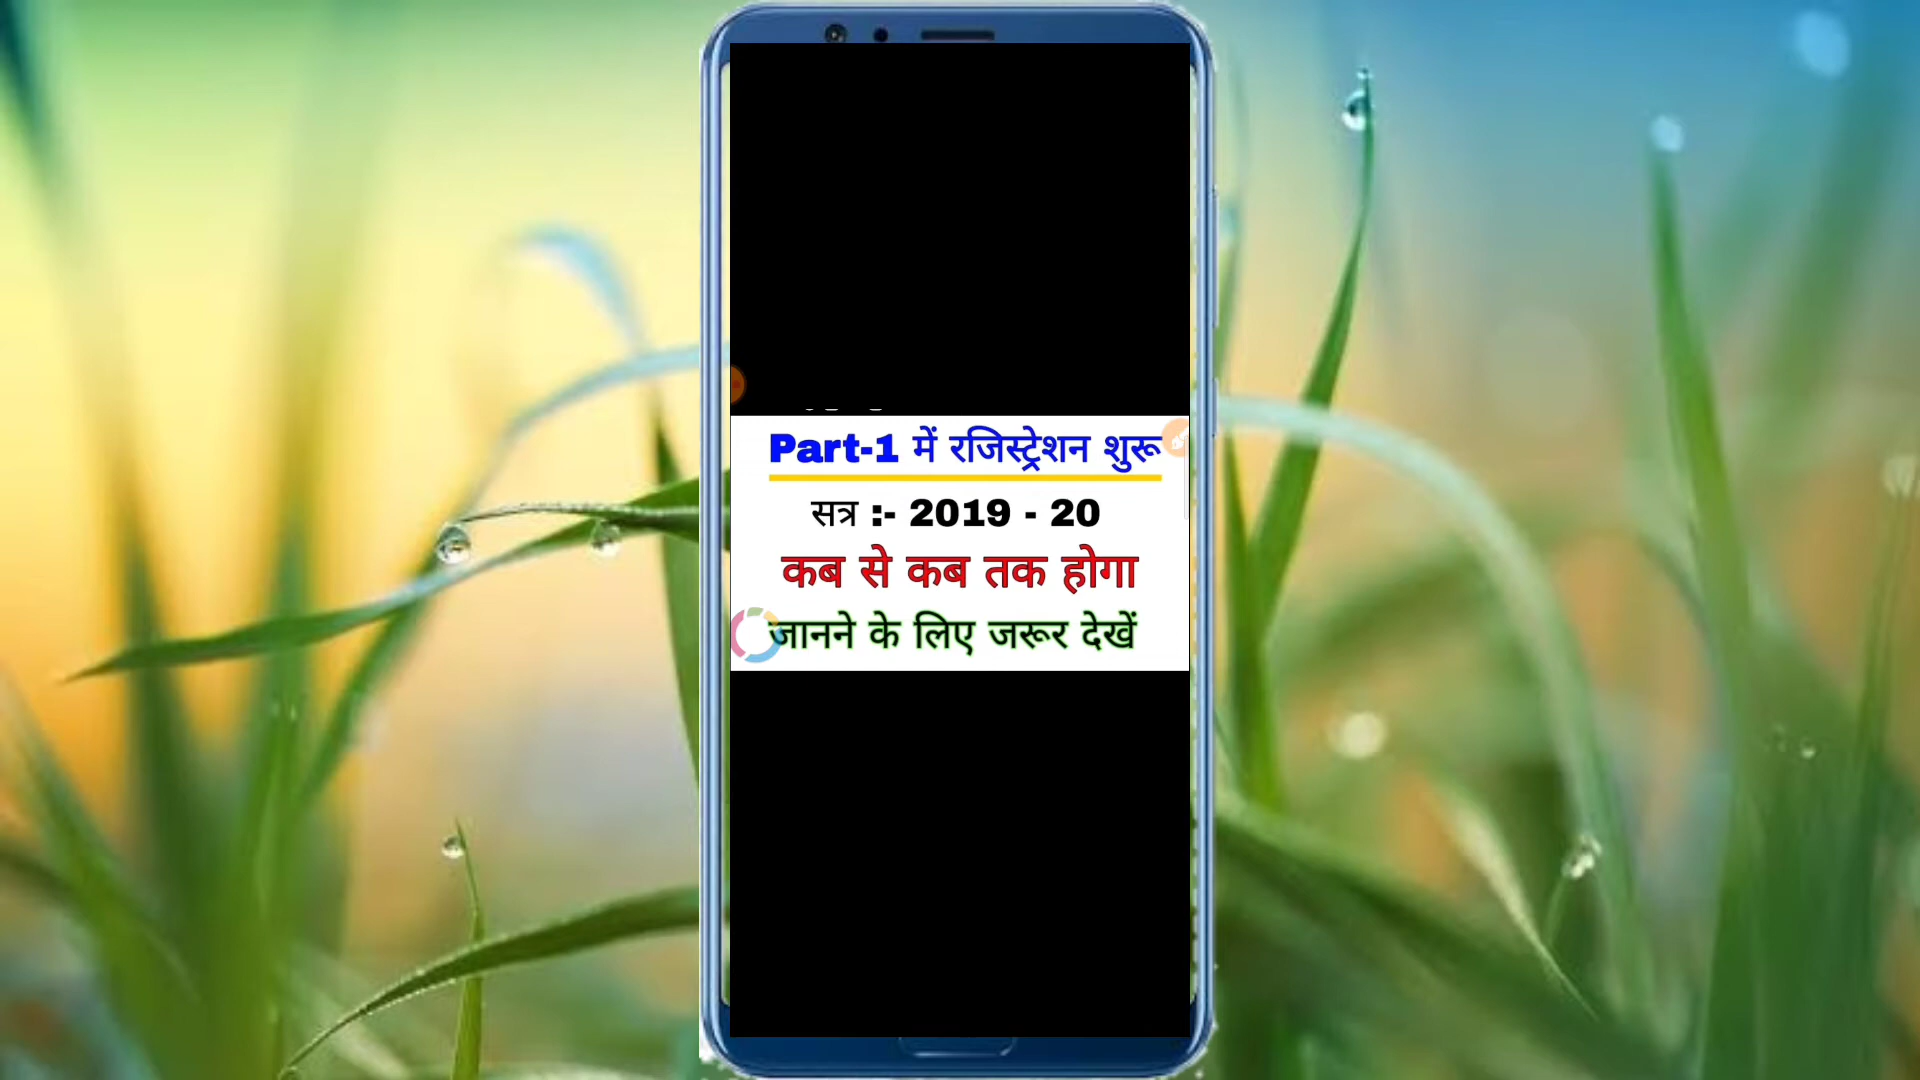 Part-1 में रजिस्ट्रेशन शुरू
सत्र :- 2019 - 20
कब से कब तक होगा
जानने के लिए जरूर देखें